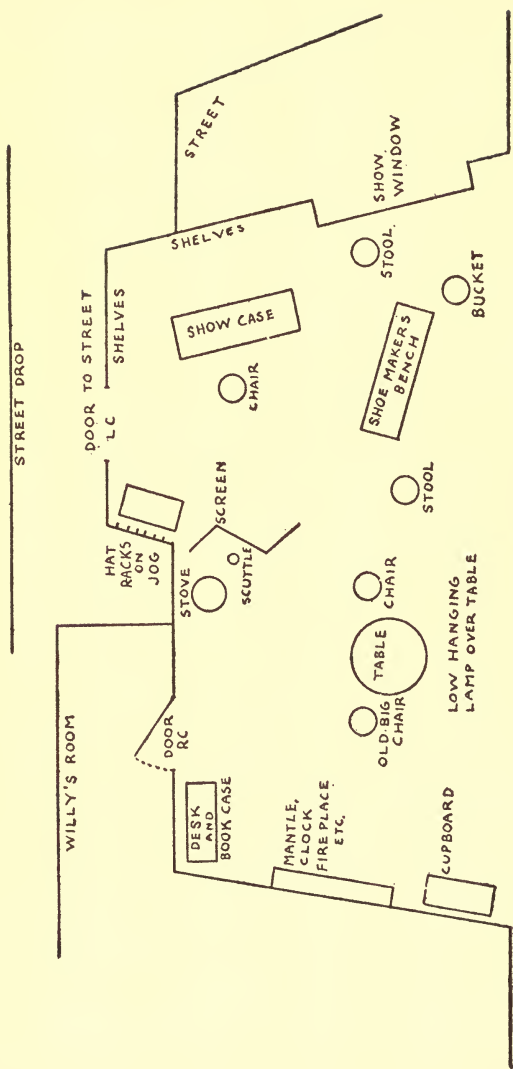 STREET DROP
WILLY'S ROOM
DOOR TO STREET
LC
SHELVES
SHELVES
STREET
HAT
RACKS
ON
JOG
DOOR
RC
STOVE
SCUTTLE
SCREEN
CHAIR
SHOW CASE
SHOW
WINDOW
STOOL
BUCKET
SHOE MAKERS
BENCH
STOOL
DESK
AND
BOOK CASE
MANTLE,
CLOCK
FIREPLACE
ETC.
CUPBOARD
OLD BIG
CHAIR
TABLE
CHAIR
LOW HANGING
LAMP OVER TABLE